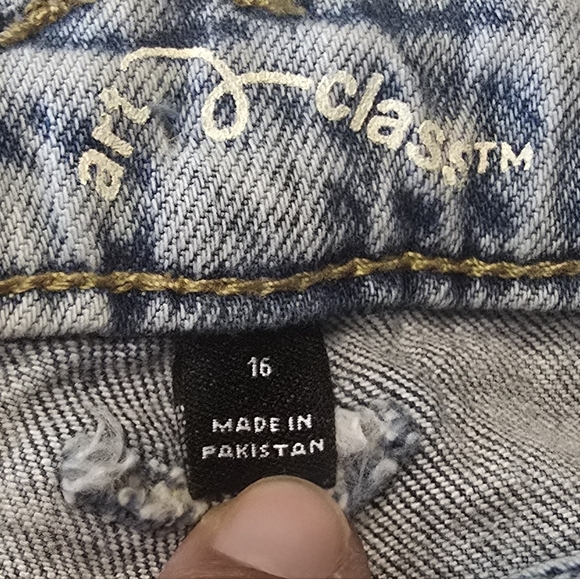 art class™
16
MADE IN
PAKISTAN